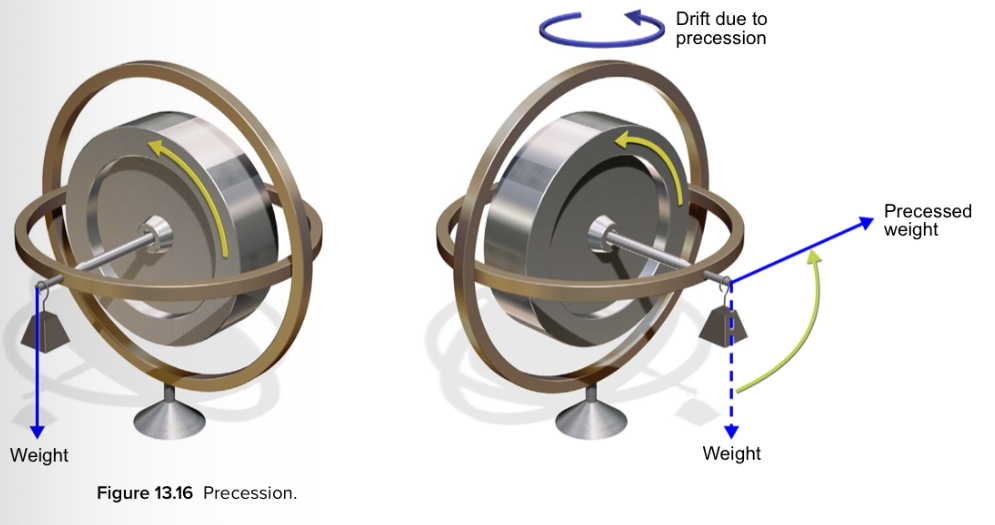 Drift due to
precession
Precessed
weight
Weight
Weight
Figure 13.16 Precession.